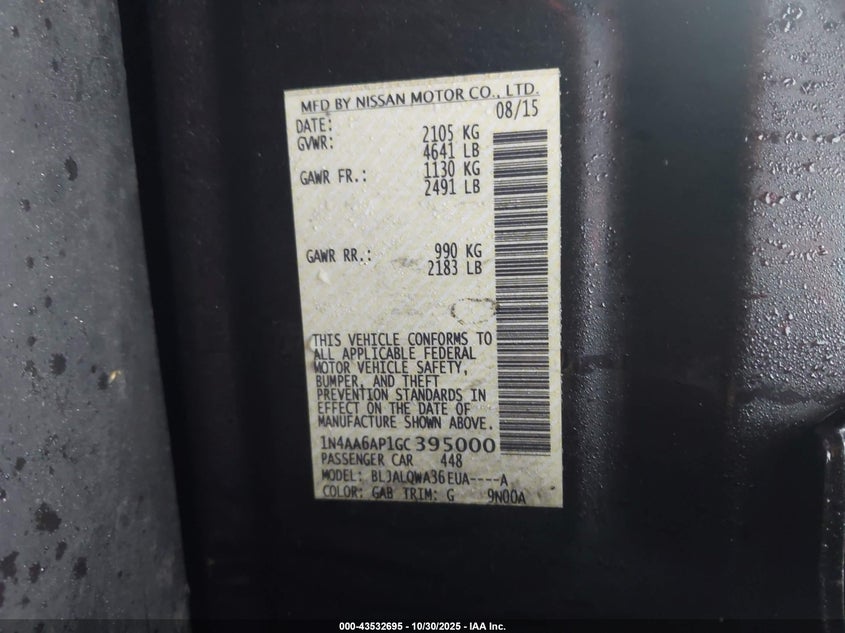 MFD BY NISSAN MOTOR CO., LTD.
DATE: 08/15
GVWR: 2105 KG
4641 LB
GAWR FR.: 1130 KG
2491 LB
GAWR RR.: 990 KG
2183 LB
THIS VEHICLE CONFORMS TO
ALL APPLICABLE FEDERAL
MOTOR VEHICLE SAFETY,
BUMPER, AND THEFT
PREVENTION STANDARDS IN
EFFECT ON THE DATE OF
MANUFACTURE SHOWN ABOVE.
1N4AA6AP1GC395000
PASSENGER CAR 448
MODEL: BLJALQWA36EUA----A
COLOR: GAB TRIM: G 9N00A
000-43532695 - 10/30/2025 - IAA Inc.